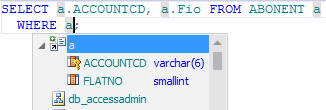 SELECT a.ACCOUNTCD, a.Fio FROM ABONENT a
WHERE a;
a
ACCOUNTCD varchar(6)
FLATNO smallint
db_accessadmin